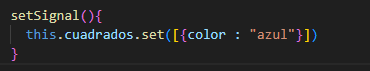 setSignal(){
  this.cuadrados.set([{color : "azul"}])
}